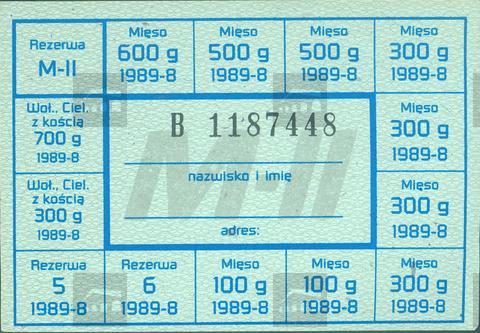 Rezerwa
M-II
Mięso
600 g
1989-8
Mięso
500 g
1989-8
Mięso
500 g
1989-8
Mięso
300 g
1989-8
Woł. Ciel.
z kością
700 g
1989-8
B 1187448
Mięso
300 g
1989-8
M-II
nazwisko i imię
adres:
Woł. Ciel.
z kością
300 g
1989-8
Mięso
300 g
1989-8
Rezerwa
5
1989-8
Rezerwa
6
1989-8
Mięso
100 g
1989-8
Mięso
100 g
1989-8
Mięso
300 g
1989-8